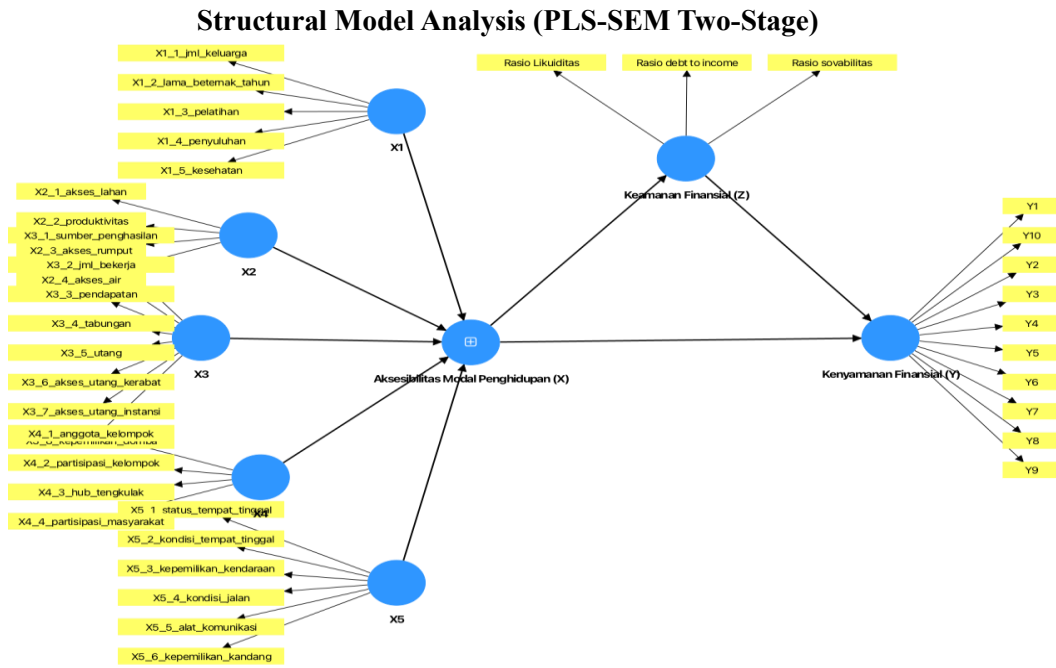 Structural Model Analysis (PLS-SEM Two-Stage)
X1_1_jml_keluarga
X1_2_lama_beternak_tahun
X1_3_pelatihan
X1_4_penyuluhan
X1_5_kesehatan
X1
Rasio Likuiditas
Rasio debt to income
Rasio sovabilitas
Keamanan Finansial (Z)
X2_1_akses_lahan
X2_2_produktivitas
X3_1_sumber_penghasilan
X2_3_akses_rumput
X3_2_jml_bekerja
X2_4_akses_air
X3_3_pendapatan
X2
X3_4_tabungan
X3_5_utang
X3_6_akses_utang_kerabat
X3_7_akses_utang_instansi
X3
Aksesibilitas Modal Penghidupan (X)
Kenyamanan Finansial (Y)
Y1
Y10
Y2
Y3
Y4
Y5
Y6
Y7
Y8
Y9
X4_1_anggota_kelompok
X3_8_kepemilikan_domba
X4_2_partisipasi_kelompok
X4_3_hub_tengkulak
X4_4_partisipasi_masyarakat
X4
X5_1_status_tempat_tinggal
X5_2_kondisi_tempat_tinggal
X5_3_kepemilikan_kendaraan
X5_4_kondisi_jalan
X5_5_alat_komunikasi
X5_6_kepemilikan_kandang
X5